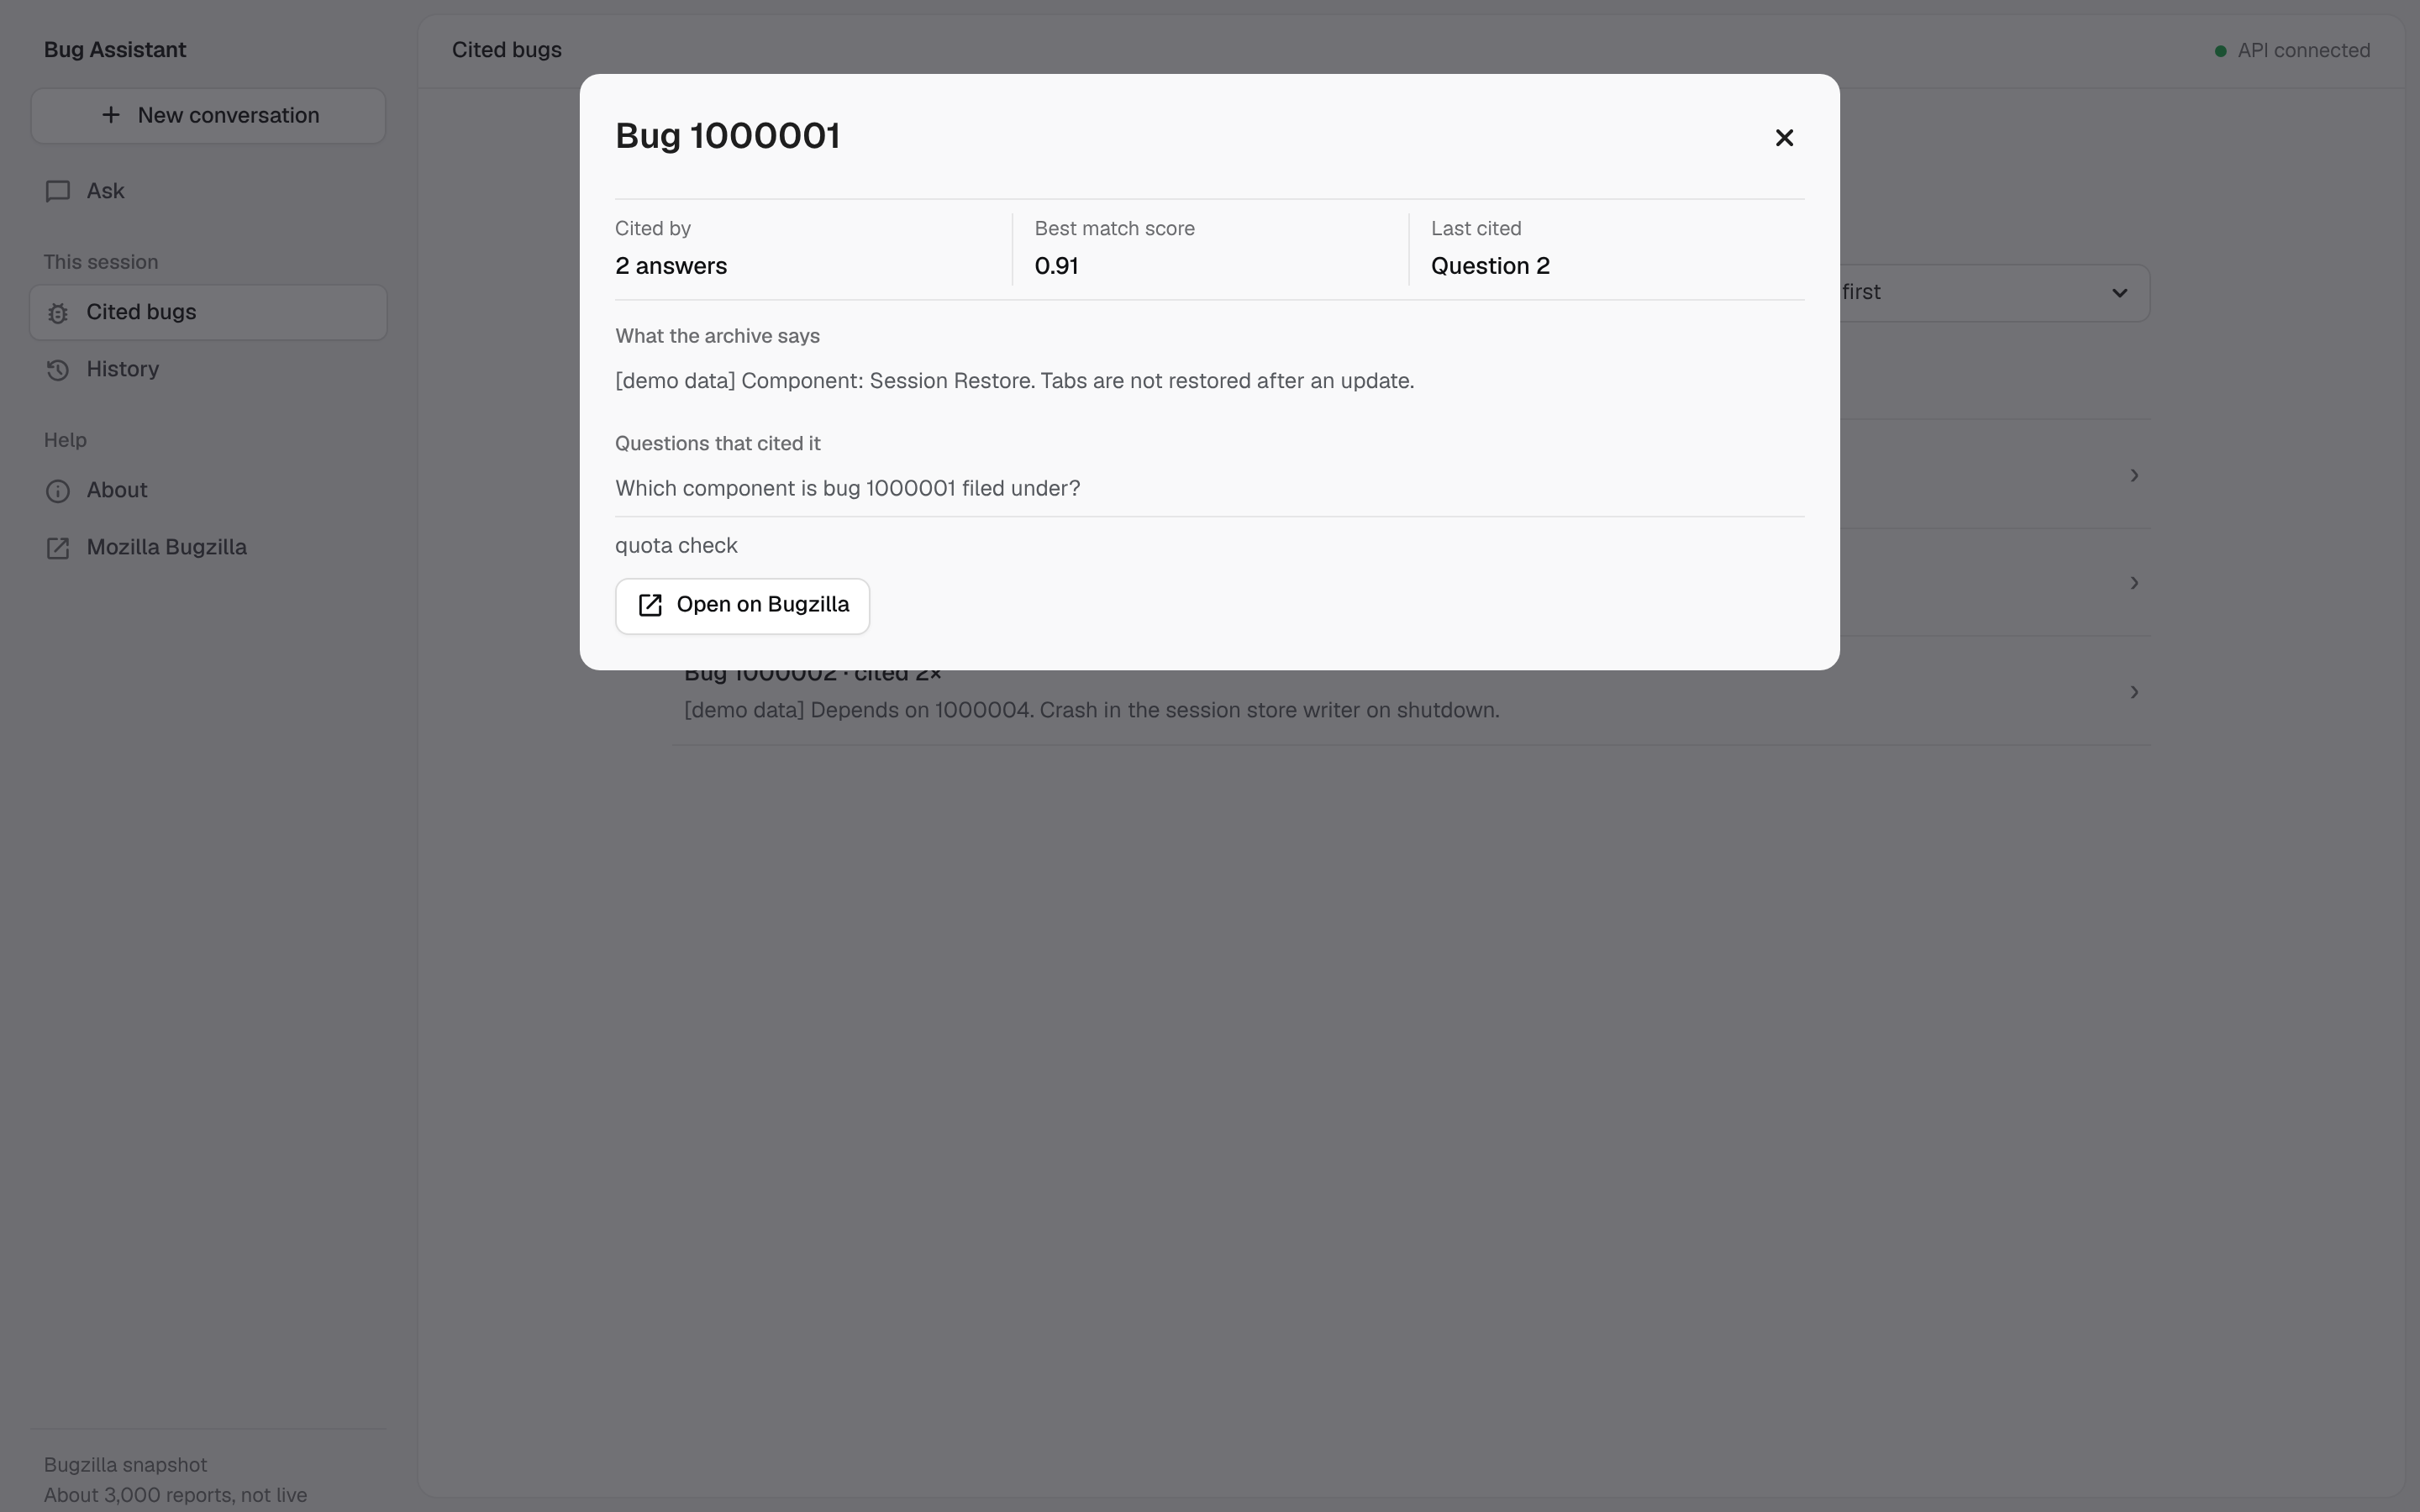 Bug Assistant
New conversation
Ask
This session
Cited bugs
History
Help
About
Mozilla Bugzilla
Bugzilla snapshot
About 3,000 reports, not live
Cited bugs
API connected
first
Bug 1000001
Cited by
2 answers
Best match score
0.91
Last cited
Question 2
What the archive says
[demo data] Component: Session Restore. Tabs are not restored after an update.
Questions that cited it
Which component is bug 1000001 filed under?
quota check
Open on Bugzilla
Bug 1000002 · cited 2×
[demo data] Depends on 1000004. Crash in the session store writer on shutdown.